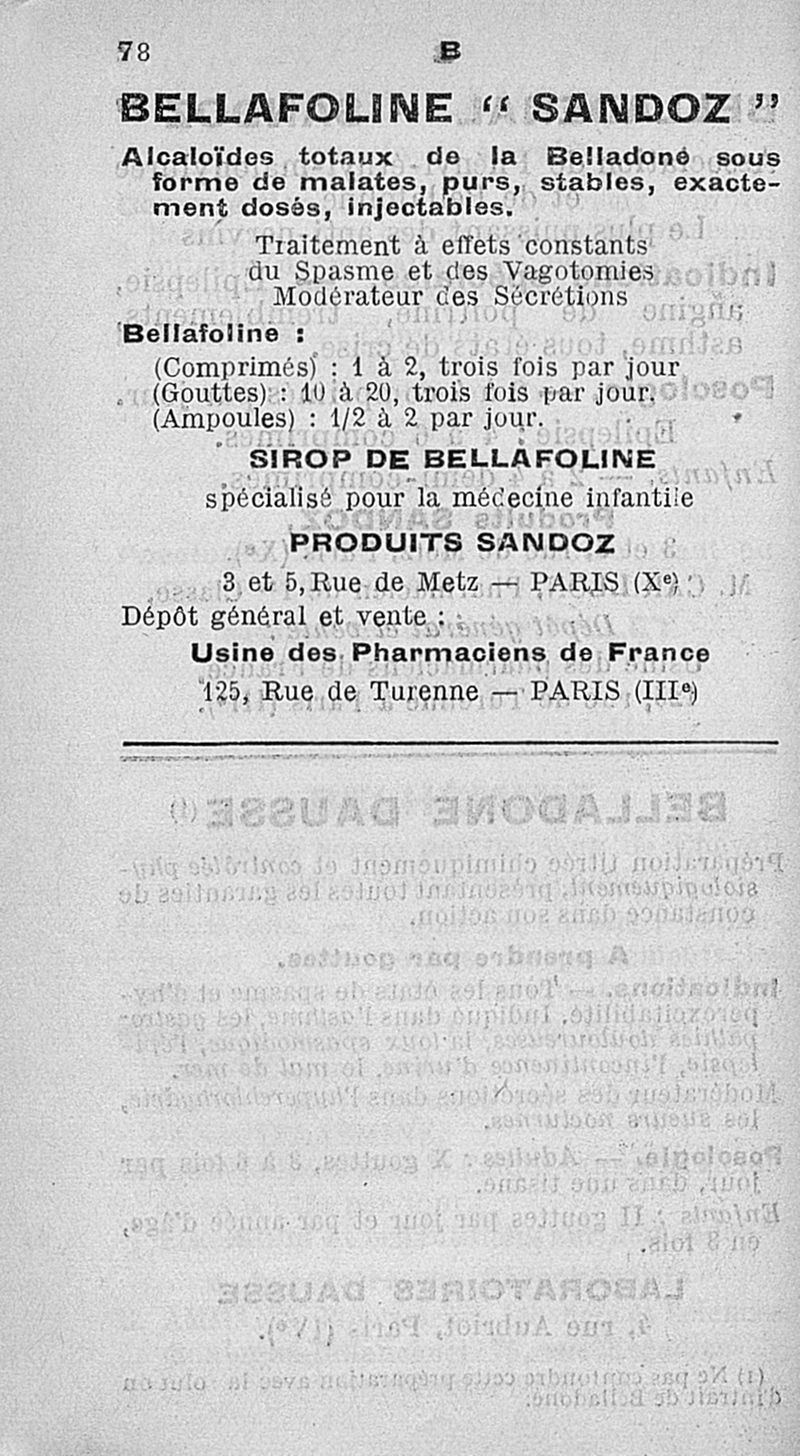 78
B
BELLAFOLINE “ SANDOZ ”
Alcaloïdes totaux de la Belladone sous
forme de malates, purs, stables, exacte-
ment dosés, injectables.
Traitement à effets constants
du Spasme et des Vagotomies
Modérateur des Sécrétions
Bellafoline :
(Comprimés) : 1 à 2, trois fois par jour
(Gouttes) : 10 à 20, trois fois par jour.
(Ampoules) : 1/2 à 2 par jour.
SIROP DE BELLAFOLINE
spécialisé pour la médecine infantile
PRODUITS SANDOZ
3 et 5, Rue de Metz — PARIS (Xe)
Dépôt général et vente :
Usine des Pharmaciens de France
125, Rue de Turenne — PARIS (IIIe)